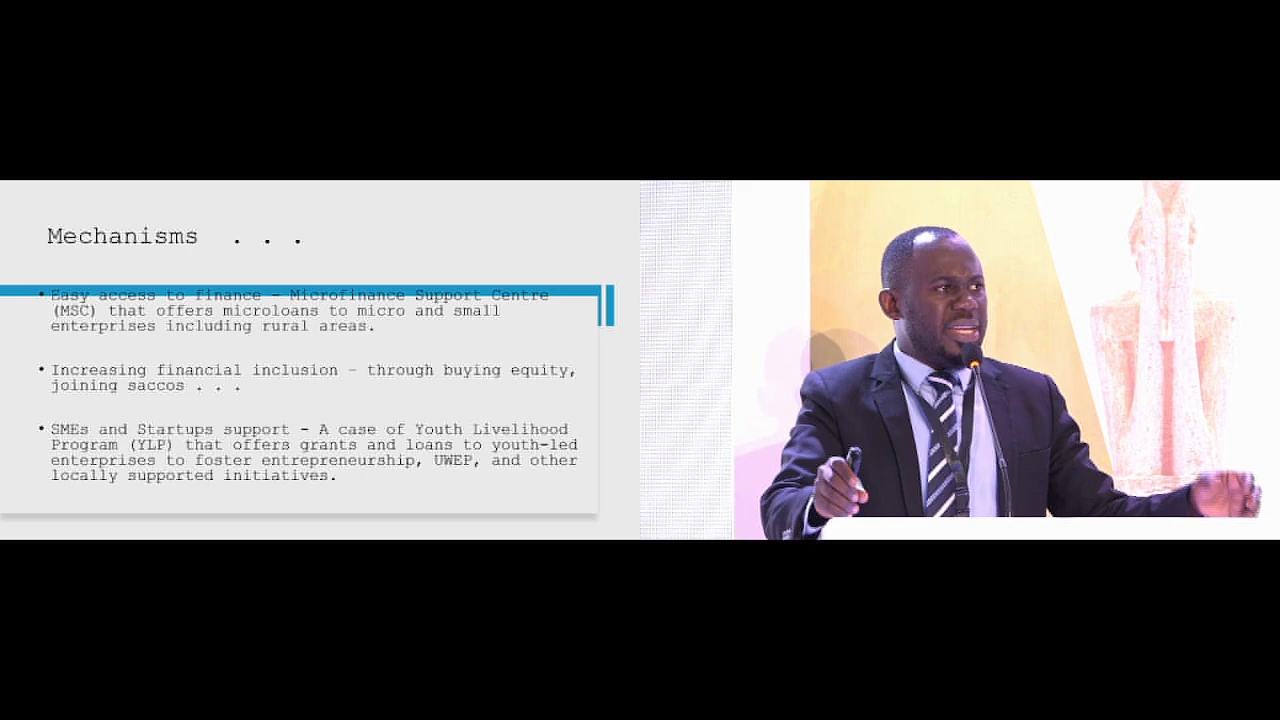 Mechanisms . . .
• Easy access to finance - Microfinance Support Centre
(MSC) that offers microloans to micro and small
enterprises including rural areas.
• Increasing financial inclusion - through buying equity,
joining saccos . . .
• SMEs and Startups support - A case of Youth Livelihood
Program (YLP) that offers grants and loans to youth-led
enterprises to foster entrepreneurship, UWEP, and other
locally supported initiatives.